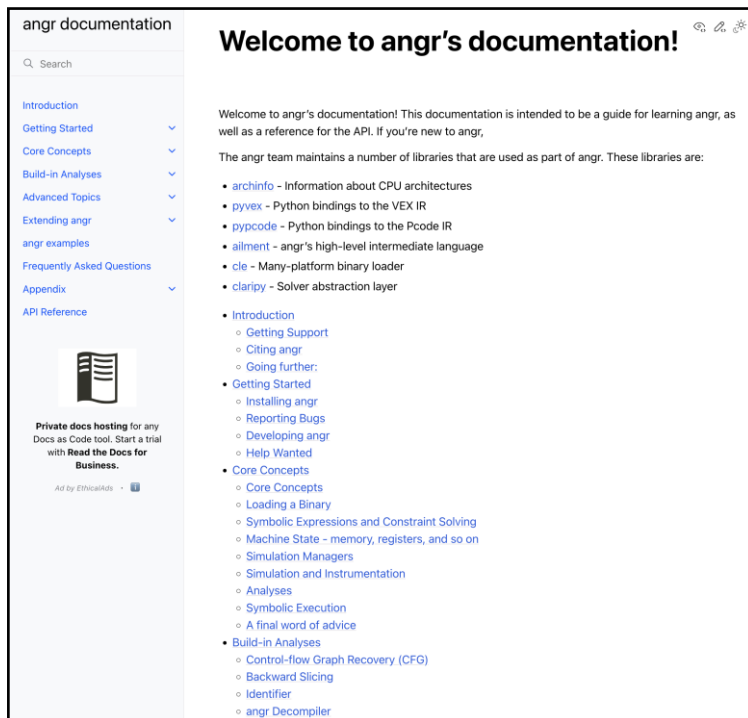 angr documentation
Search
Introduction
Getting Started
Core Concepts
Build-in Analyses
Advanced Topics
Extending angr
angr examples
Frequently Asked Questions
Appendix
API Reference
Private docs hosting for any
Docs as Code tool. Start a trial
with Read the Docs for
Business.
Ad by EthicalAds · i
Welcome to angr's documentation!
Welcome to angr's documentation! This documentation is intended to be a guide for learning angr, as
well as a reference for the API. If you're new to angr,
The angr team maintains a number of libraries that are used as part of angr. These libraries are:
• archinfo - Information about CPU architectures
• pyvex - Python bindings to the VEX IR
• pypcode - Python bindings to the Pcode IR
• ailment - angr's high-level intermediate language
• cle - Many-platform binary loader
• claripy - Solver abstraction layer
• Introduction
◦ Getting Support
◦ Citing angr
◦ Going further:
• Getting Started
◦ Installing angr
◦ Reporting Bugs
◦ Developing angr
◦ Help Wanted
• Core Concepts
◦ Core Concepts
◦ Loading a Binary
◦ Symbolic Expressions and Constraint Solving
◦ Machine State - memory, registers, and so on
◦ Simulation Managers
◦ Simulation and Instrumentation
◦ Analyses
◦ Symbolic Execution
◦ A final word of advice
• Build-in Analyses
◦ Control-flow Graph Recovery (CFG)
◦ Backward Slicing
◦ Identifier
◦ angr Decompiler